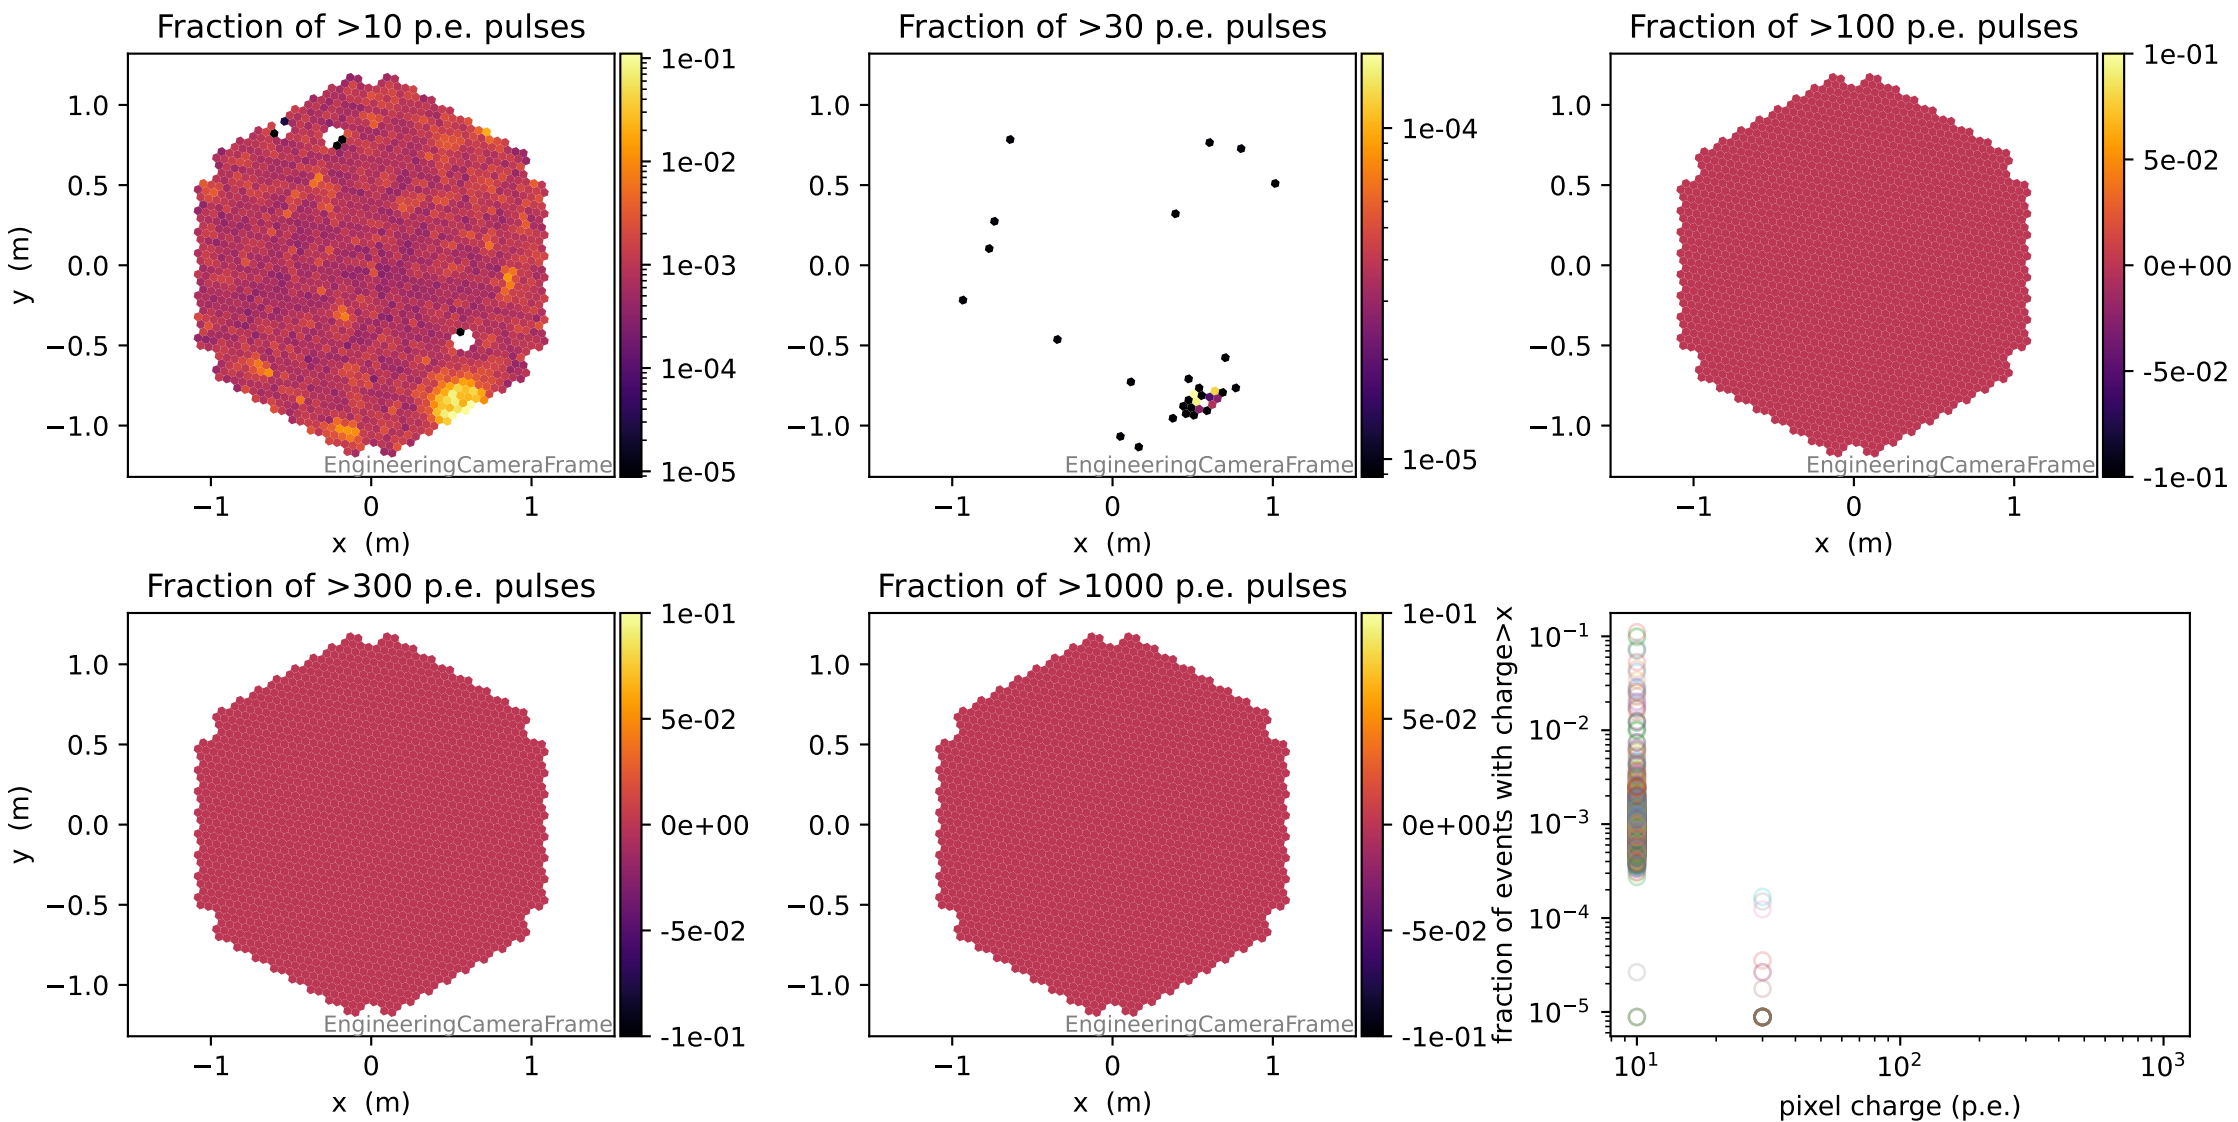 Fraction of >10 p.e. pulses
1.0
0.5
0.0
−0.5
−1.0
y (m)
−1
0
1
x (m)
EngineeringCameraFrame
1e-01
1e-02
1e-03
1e-04
1e-05
Fraction of >30 p.e. pulses
1.0
0.5
0.0
−0.5
−1.0
−1
0
1
x (m)
EngineeringCameraFrame
1e-04
1e-05
Fraction of >100 p.e. pulses
1.0
0.5
0.0
−0.5
−1.0
−1
0
1
x (m)
EngineeringCameraFrame
1e-01
5e-02
0e+00
-5e-02
-1e-01
Fraction of >300 p.e. pulses
1.0
0.5
0.0
−0.5
−1.0
y (m)
−1
0
1
x (m)
EngineeringCameraFrame
1e-01
5e-02
0e+00
-5e-02
-1e-01
Fraction of >1000 p.e. pulses
1.0
0.5
0.0
−0.5
−1.0
−1
0
1
x (m)
EngineeringCameraFrame
1e-01
5e-02
0e+00
-5e-02
-1e-01
fraction of events with charge>x
10⁻¹
10⁻²
10⁻³
10⁻⁴
10⁻⁵
10¹
10²
10³
pixel charge (p.e.)